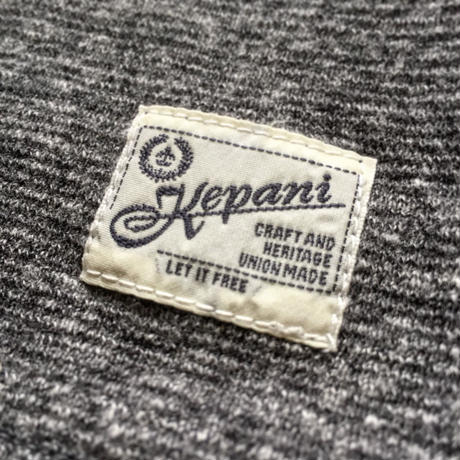 Kepani
CRAFT AND
HERITAGE
UNION MADE
LET IT FREE